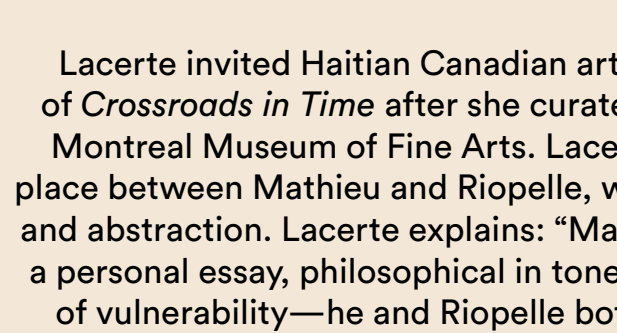 Lacerte invited Haitian Canadian art
of Crossroads in Time after she curate
Montreal Museum of Fine Arts. Lace
place between Mathieu and Riopelle, w
and abstraction. Lacerte explains: “Ma
a personal essay, philosophical in tone
of vulnerability—he and Riopelle bot